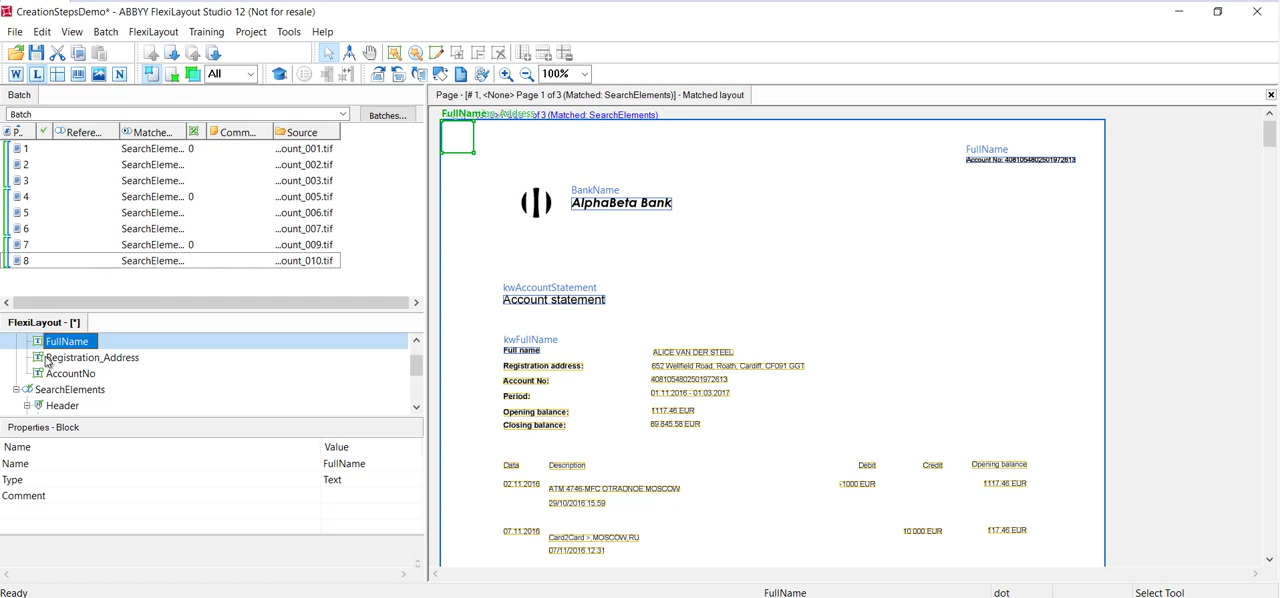 CreationStepsDemo* - ABBYY FlexiLayout Studio 12 (Not for resale)
File Edit View Batch FlexiLayout Training Project Tools Help
W L N All 100%
Batch
Page - [# 1, <None> Page 1 of 3 (Matched: SearchElements)] - Matched layout
Batch Batches...
P.. Refere... Matche... Comm... Source
1 SearchEleme... 0 ...ount_001.tif
2 SearchEleme... ...ount_002.tif
3 SearchEleme... ...ount_003.tif
4 SearchEleme... 0 ...ount_005.tif
5 SearchEleme... ...ount_006.tif
6 SearchEleme... ...ount_007.tif
7 SearchEleme... 0 ...ount_009.tif
8 SearchEleme... ...ount_010.tif
FlexiLayout - [*]
FullName
Registration_Address
AccountNo
SearchElements
Header
Properties - Block
Name Value
Name FullName
Type Text
Comment
FullName of 3 (Matched: SearchElements)
FullName
Account No: 4081054802501972613
BankName
AlphaBeta Bank
kwAccountStatement
Account statement
kwFullName
Full name ALICE VAN DER STEEL
Registration address: 652 Wellfield Road, Roath, Cardiff, CF091 GGT
Account No: 4081054802501972613
Period: 01.11.2016 - 01.03.2017
Opening balance: 1117.46 EUR
Closing balance: 89.845.58 EUR
Data Description Debit Credit Opening balance
02.11.2016 ATM 4746-MFC OTRADNOE MOSCOW -1000 EUR 1117.46 EUR
29/10/2016 15:59
07.11.2016 Card2Card >,MOSCOW,RU 10.000 EUR 117.46 EUR
07/11/2016 12:31
Ready FullName dot Select Tool